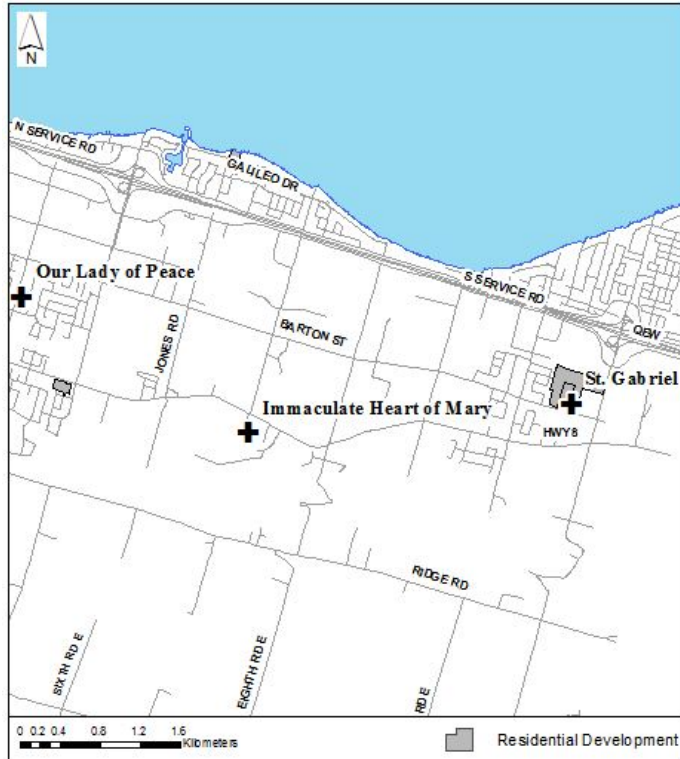 N
N SERVICE RD
GALILEO DR
Our Lady of Peace
S SERVICE RD
QEW
JONES RD
BARTON ST
St. Gabriel
Immaculate Heart of Mary
HWY 8
RIDGE RD
SIXTH RD E
EIGHTH RD E
RD E
0 0.2 0.4 0.8 1.2 1.6
Kilometers
Residential Development